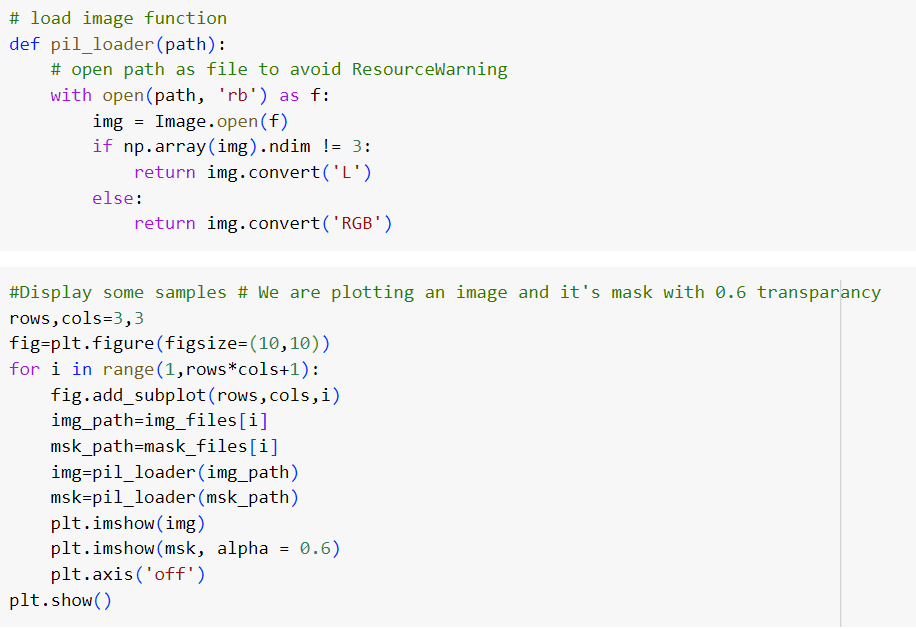 # load image function
def pil_loader(path):
    # open path as file to avoid ResourceWarning
    with open(path, 'rb') as f:
        img = Image.open(f)
        if np.array(img).ndim != 3:
            return img.convert('L')
        else:
            return img.convert('RGB')
#Display some samples # We are plotting an image and it's mask with 0.6 transparancy
rows,cols=3,3
fig=plt.figure(figsize=(10,10))
for i in range(1,rows*cols+1):
    fig.add_subplot(rows,cols,i)
    img_path=img_files[i]
    msk_path=mask_files[i]
    img=pil_loader(img_path)
    msk=pil_loader(msk_path)
    plt.imshow(img)
    plt.imshow(msk, alpha = 0.6)
    plt.axis('off')
plt.show()